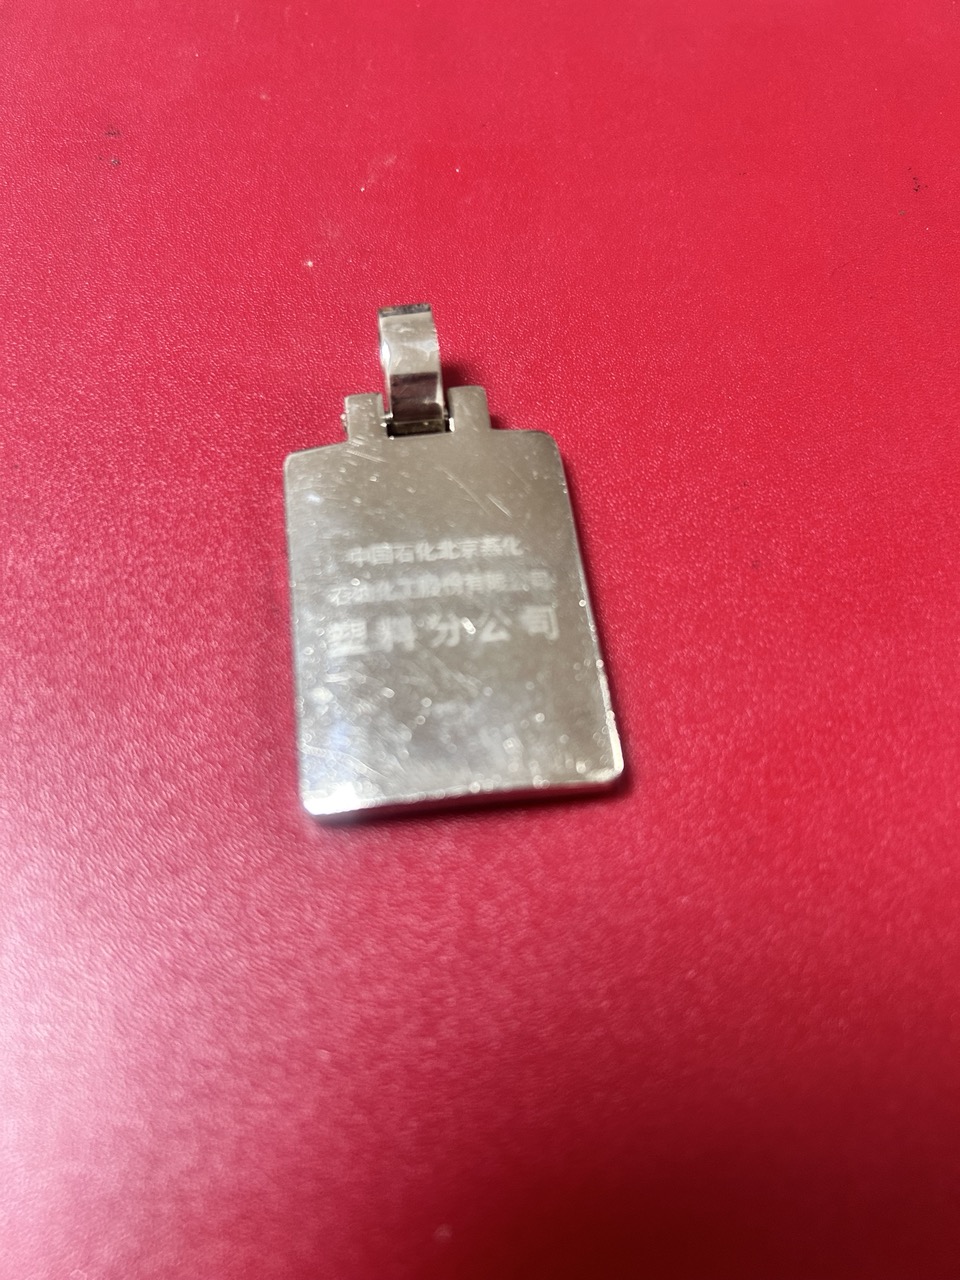 中国石化北京燕化
石油化工股份有限公司
塑料分公司